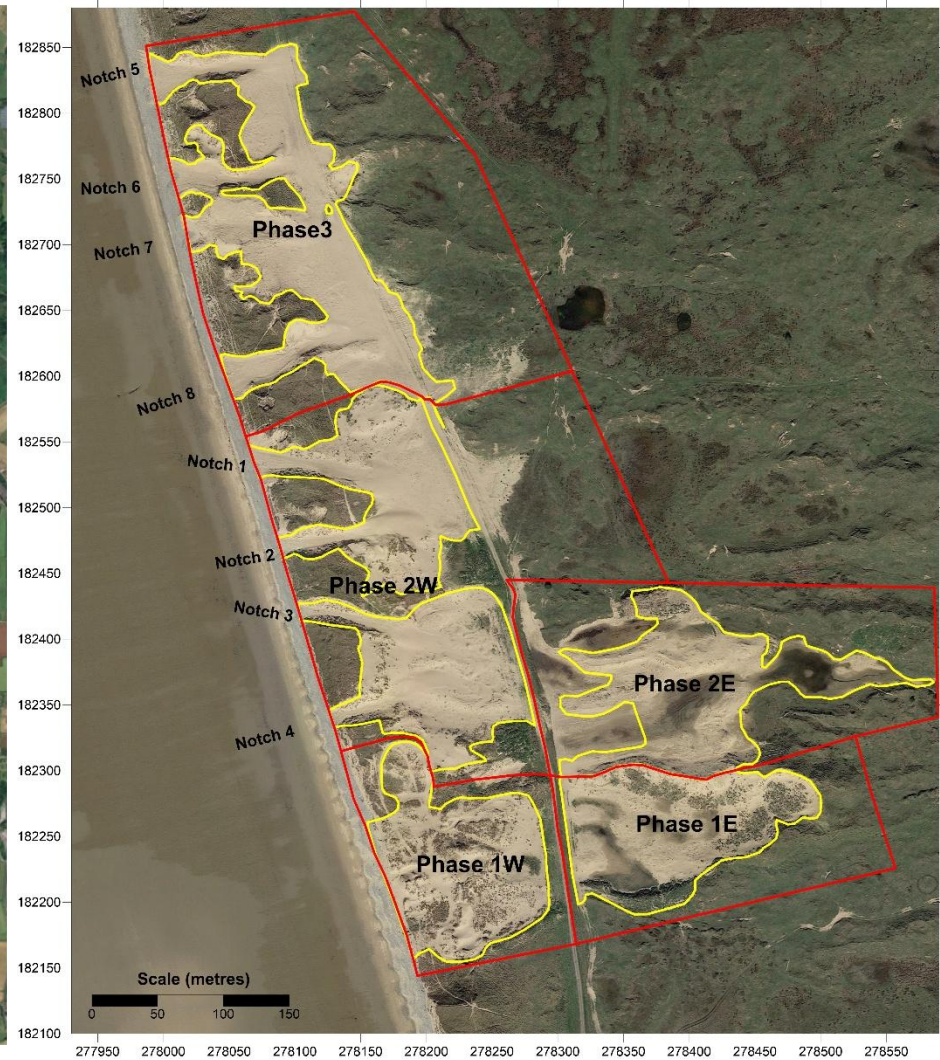 182850
182800
182750
182700
182650
182600
182550
182500
182450
182400
182350
182300
182250
182200
182150
182100
Notch 5
Notch 6
Notch 7
Notch 8
Notch 1
Notch 2
Notch 3
Notch 4
Phase3
Phase 2W
Phase 2E
Phase 1E
Phase 1W
Scale (metres)
0 50 100 150
277950 278000 278050 278100 278150 278200 278250 278300 278350 278400 278450 278500 278550